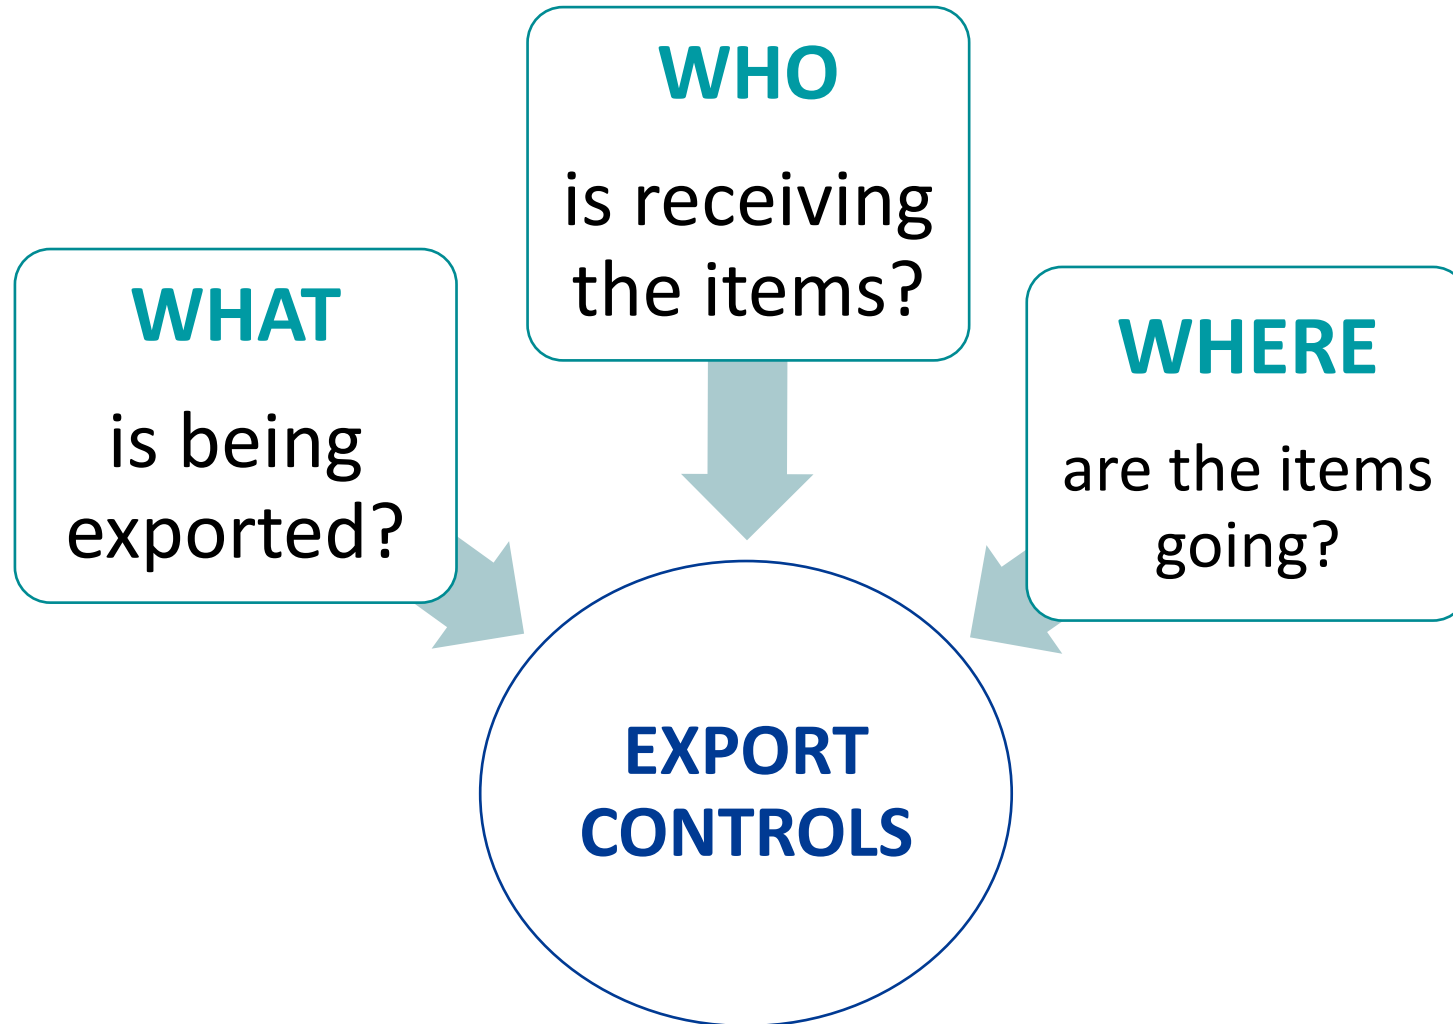 WHAT
is being
exported?
WHO
is receiving
the items?
WHERE
are the items
going?
EXPORT
CONTROLS